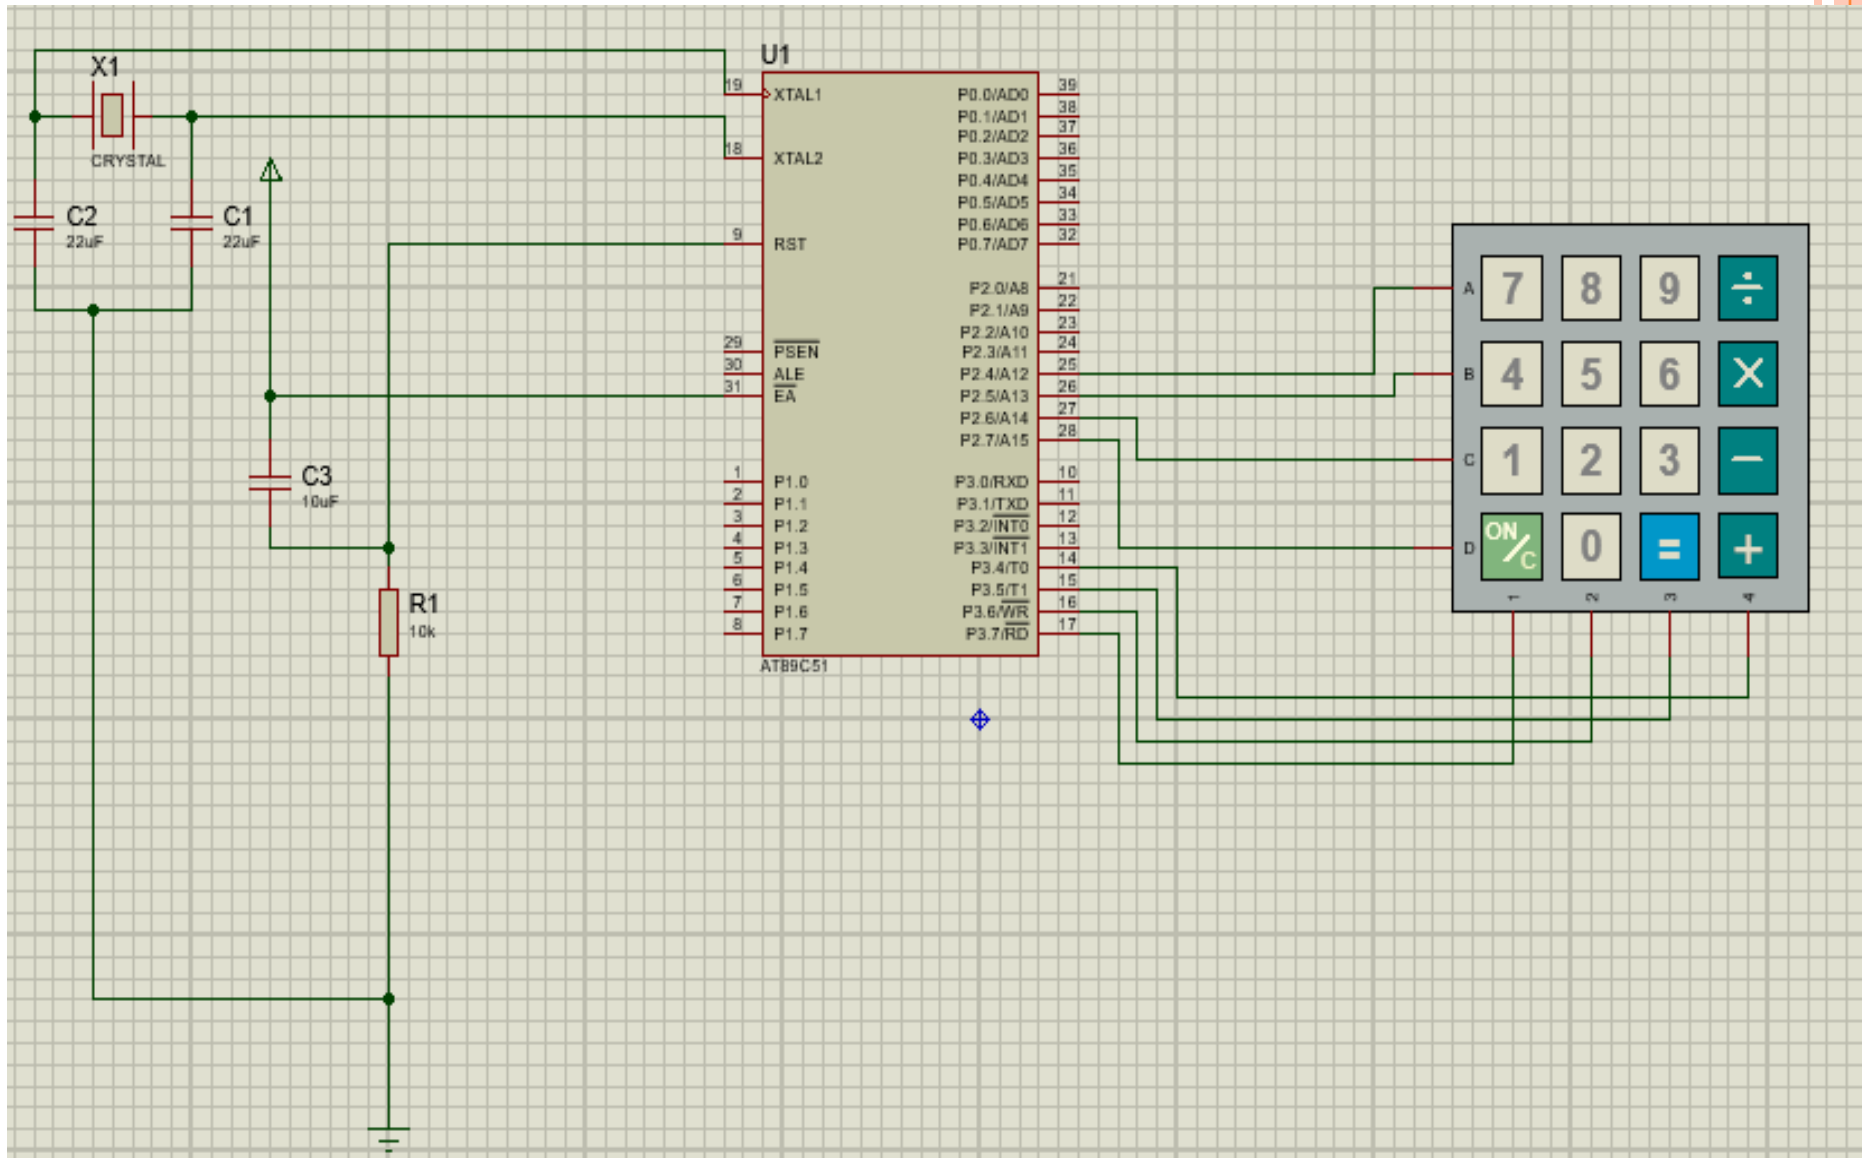 X1
CRYSTAL
C2
22uF
C1
22uF
C3
10uF
R1
10k
U1
19 XTAL1
18 XTAL2
9 RST
29 PSEN
30 ALE
31 EA
1 P1.0
2 P1.1
3 P1.2
4 P1.3
5 P1.4
6 P1.5
7 P1.6
8 P1.7
P0.0/AD0 39
P0.1/AD1 38
P0.2/AD2 37
P0.3/AD3 36
P0.4/AD4 35
P0.5/AD5 34
P0.6/AD6 33
P0.7/AD7 32
P2.0/A8 21
P2.1/A9 22
P2.2/A10 23
P2.3/A11 24
P2.4/A12 25
P2.5/A13 26
P2.6/A14 27
P2.7/A15 28
P3.0/RXD 10
P3.1/TXD 11
P3.2/INT0 12
P3.3/INT1 13
P3.4/T0 14
P3.5/T1 15
P3.6/WR 16
P3.7/RD 17
AT89C51
A 7 8 9 ÷
B 4 5 6 ×
C 1 2 3 −
D ON/C 0 = +
1 2 3 4